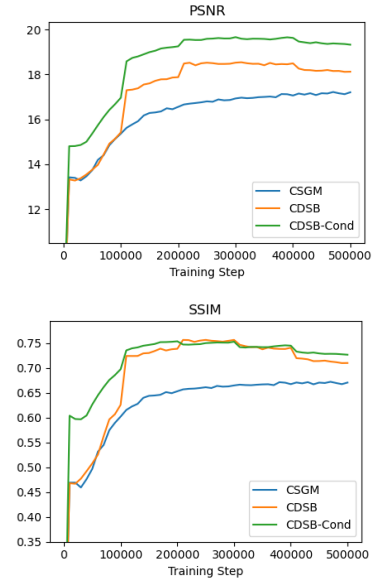 PSNR
20
18
16
14
12
CSGM
CDSB
CDSB-Cond
0 100000 200000 300000 400000 500000
Training Step
SSIM
0.75
0.70
0.65
0.60
0.55
0.50
0.45
0.40
0.35
CSGM
CDSB
CDSB-Cond
0 100000 200000 300000 400000 500000
Training Step